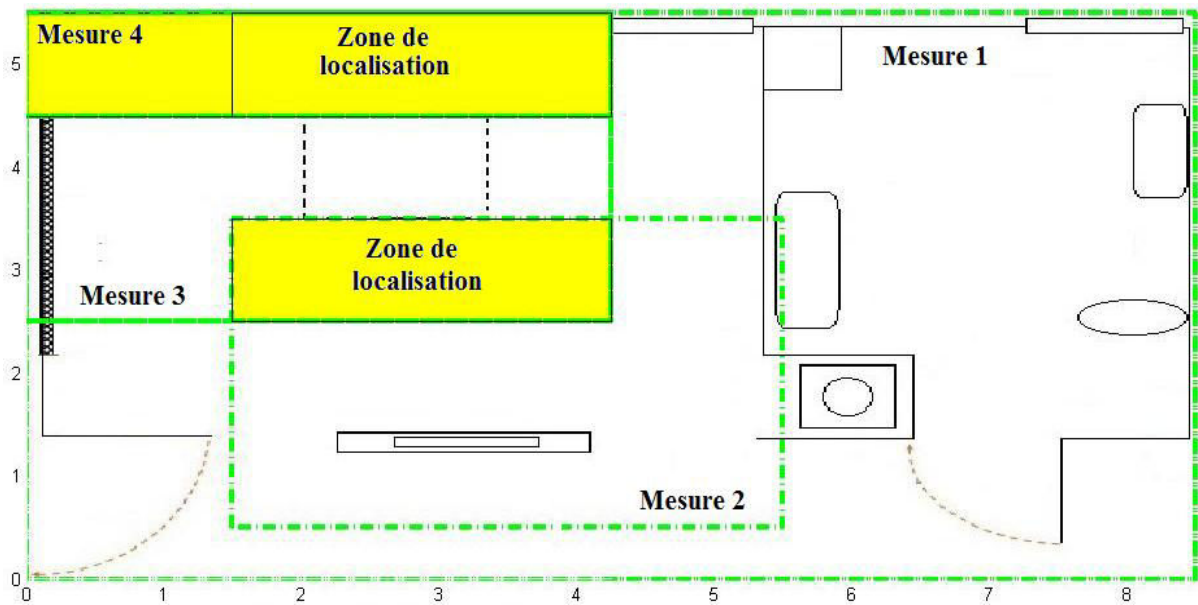 Mesure 4
Zone de
localisation
Mesure 1
Zone de
localisation
Mesure 3
Mesure 2
5
4
3
2
1
0
0 1 2 3 4 5 6 7 8